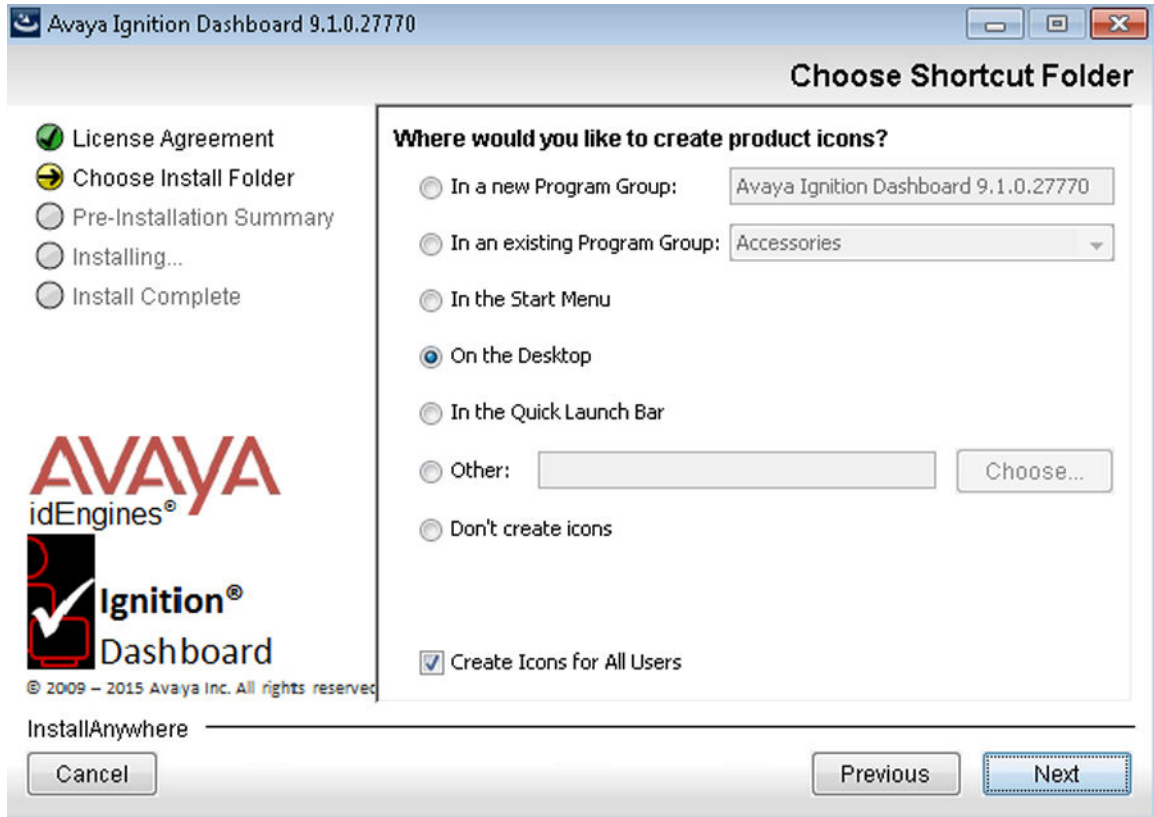 Avaya Ignition Dashboard 9.1.0.27770
Choose Shortcut Folder
License Agreement
Choose Install Folder
Pre-Installation Summary
Installing...
Install Complete
AVAYA
idEngines®
Ignition®
Dashboard
© 2009 – 2015 Avaya Inc. All rights reserved
Where would you like to create product icons?
In a new Program Group: Avaya Ignition Dashboard 9.1.0.27770
In an existing Program Group: Accessories
In the Start Menu
On the Desktop
In the Quick Launch Bar
Other: Choose...
Don't create icons
Create Icons for All Users
InstallAnywhere
Cancel Previous Next